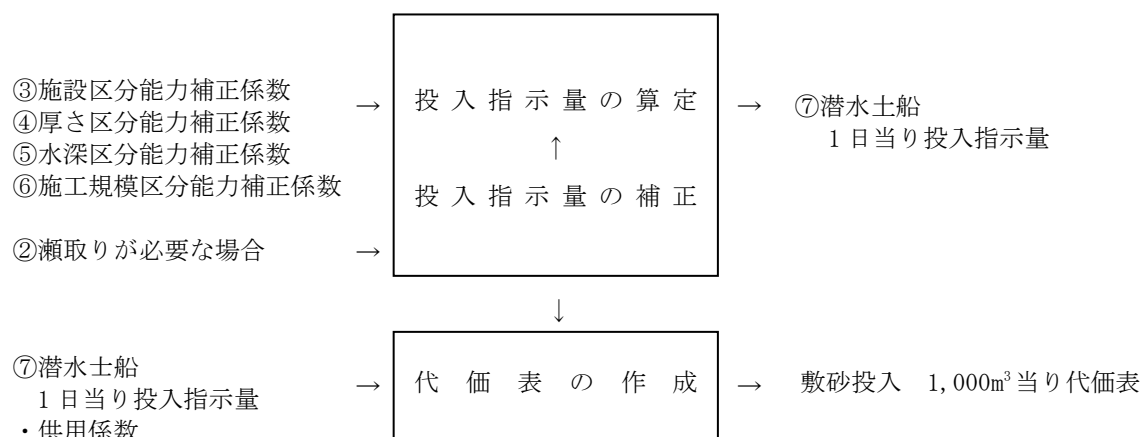 ③施設区分能力補正係数
④厚さ区分能力補正係数
⑤水深区分能力補正係数
⑥施工規模区分能力補正係数
②瀬取りが必要な場合
→
→
投入指示量の算定
↑
投入指示量の補正
→
⑦潜水土船
1日当り投入指示量
↓
⑦潜水士船
1日当り投入指示量
・供用係数
→
代価表の作成
→
敷砂投入 1,000m³当り代価表